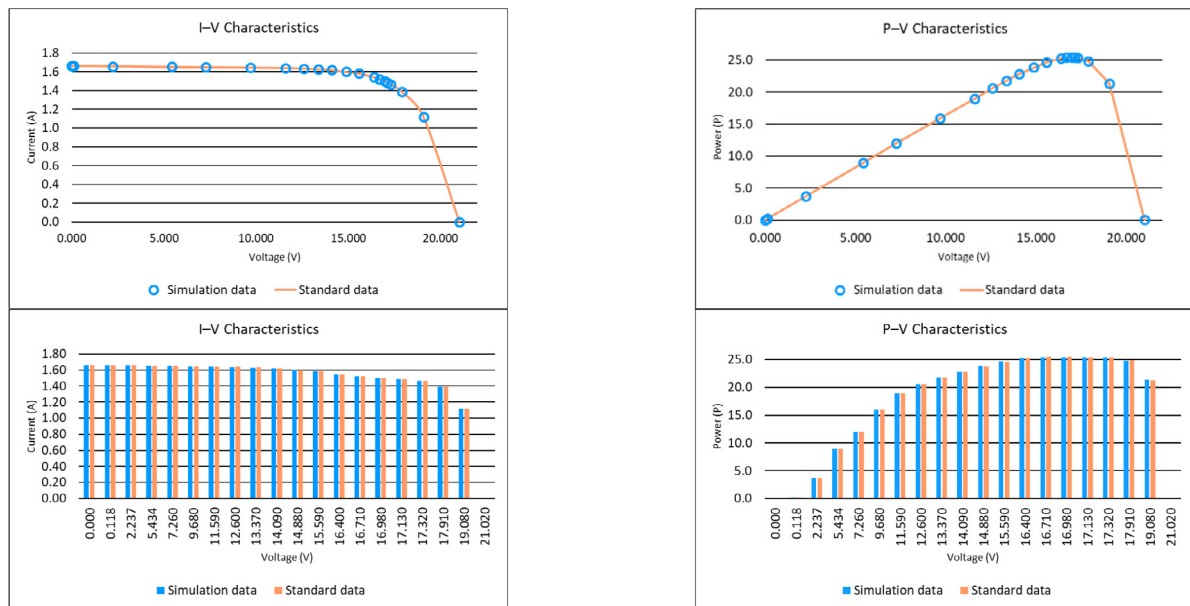 I–V Characteristics
1.8
1.6
1.4
1.2
1.0
0.8
0.6
0.4
0.2
0.0
Current (A)
0.000 5.000 10.000 15.000 20.000
Voltage (V)
Simulation data Standard data
P–V Characteristics
25.0
20.0
15.0
10.0
5.0
0.0
Power (P)
0.000 5.000 10.000 15.000 20.000
Voltage (V)
Simulation data Standard data
I–V Characteristics
1.80
1.60
1.40
1.20
1.00
0.80
0.60
0.40
0.20
0.00
Current (A)
0.000 0.118 2.237 5.434 7.260 9.680 11.590 12.600 13.370 14.090 14.880 15.590 16.400 16.710 16.980 17.130 17.320 17.910 19.080 21.020
Voltage (V)
Simulation data Standard data
P–V Characteristics
25.0
20.0
15.0
10.0
5.0
0.0
Power (P)
0.000 0.118 2.237 5.434 7.260 9.680 11.590 12.600 13.370 14.090 14.880 15.590 16.400 16.710 16.980 17.130 17.320 17.910 19.080 21.020
Voltage (V)
Simulation data Standard data